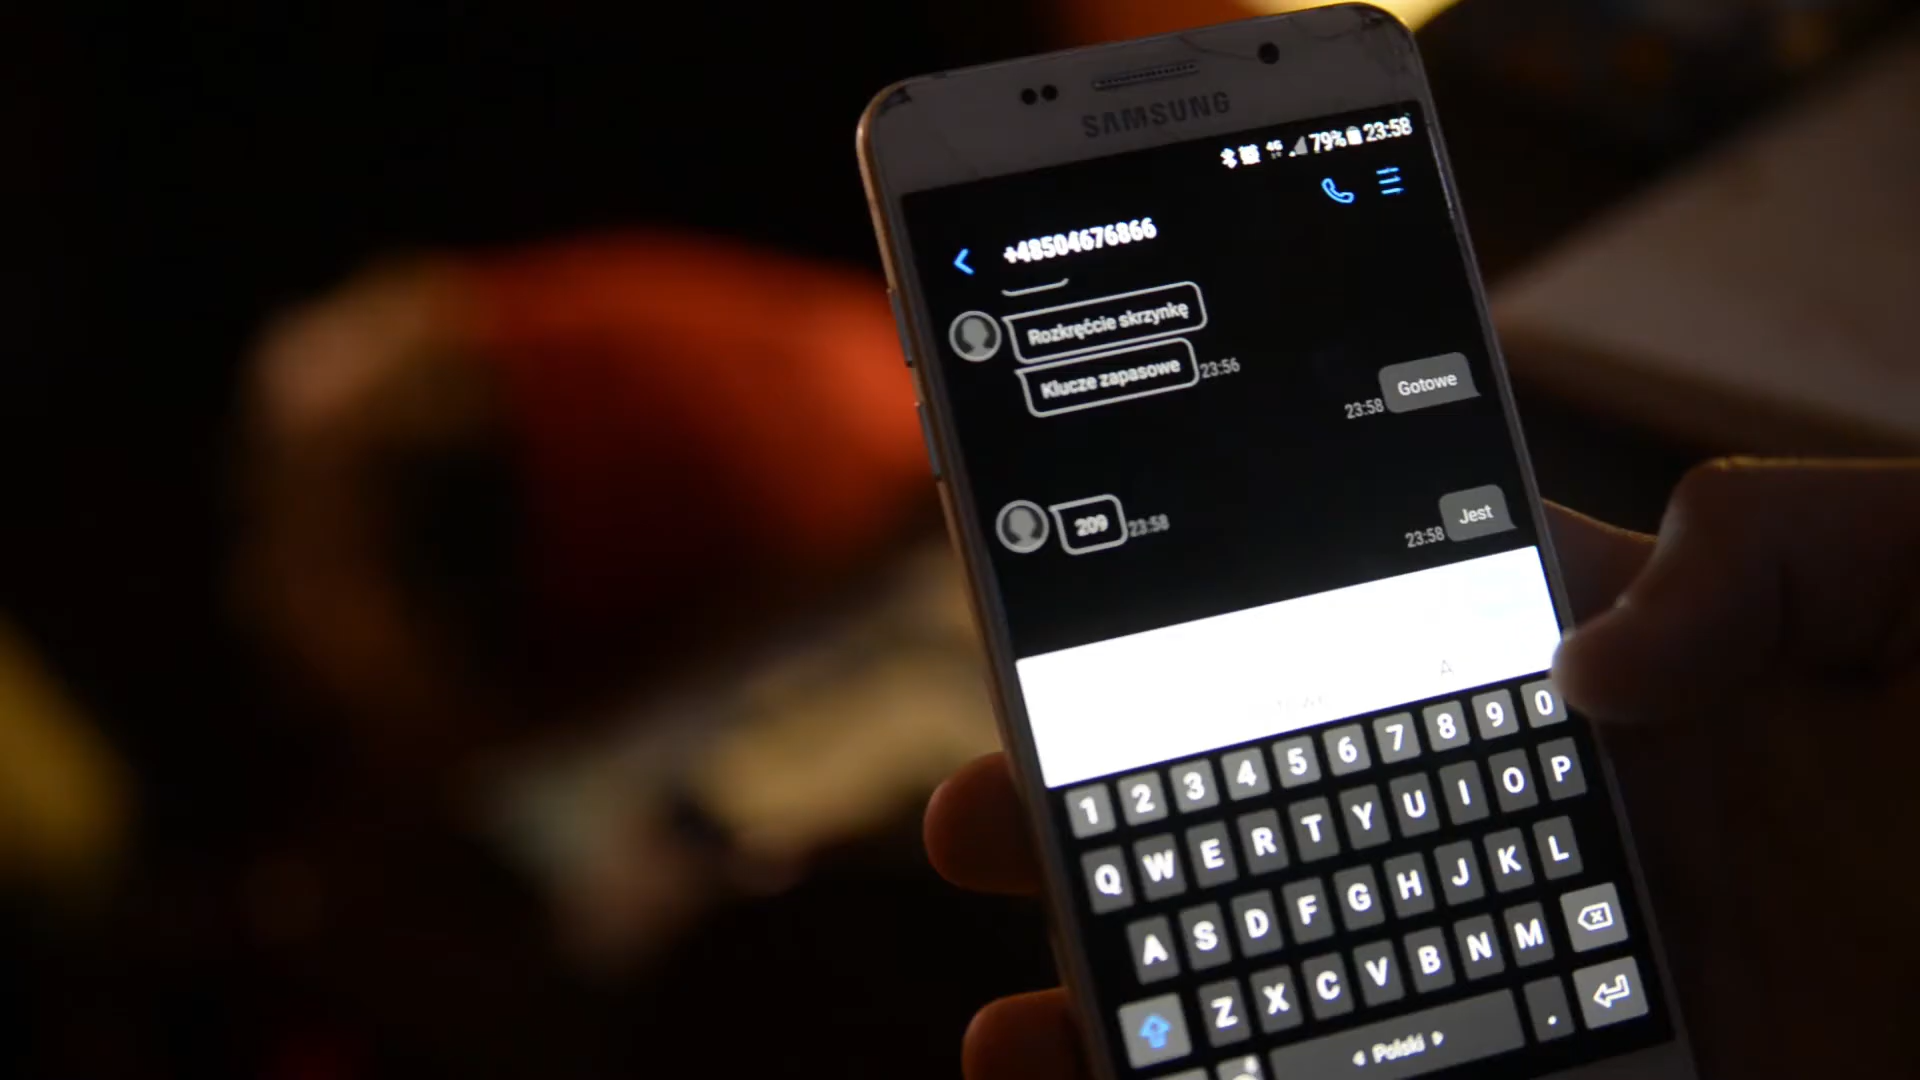 SAMSUNG
4G 79% 23:58
+48504676866
Rozkręćcie skrzynkę
Klucze zapasowe 23:56
23:58 Gotowe
209 23:58
23:58 Jest
1 2 3 4 5 6 7 8 9 0
Q W E R T Y U I O P
A S D F G H J K L
Z X C V B N M
Polski .